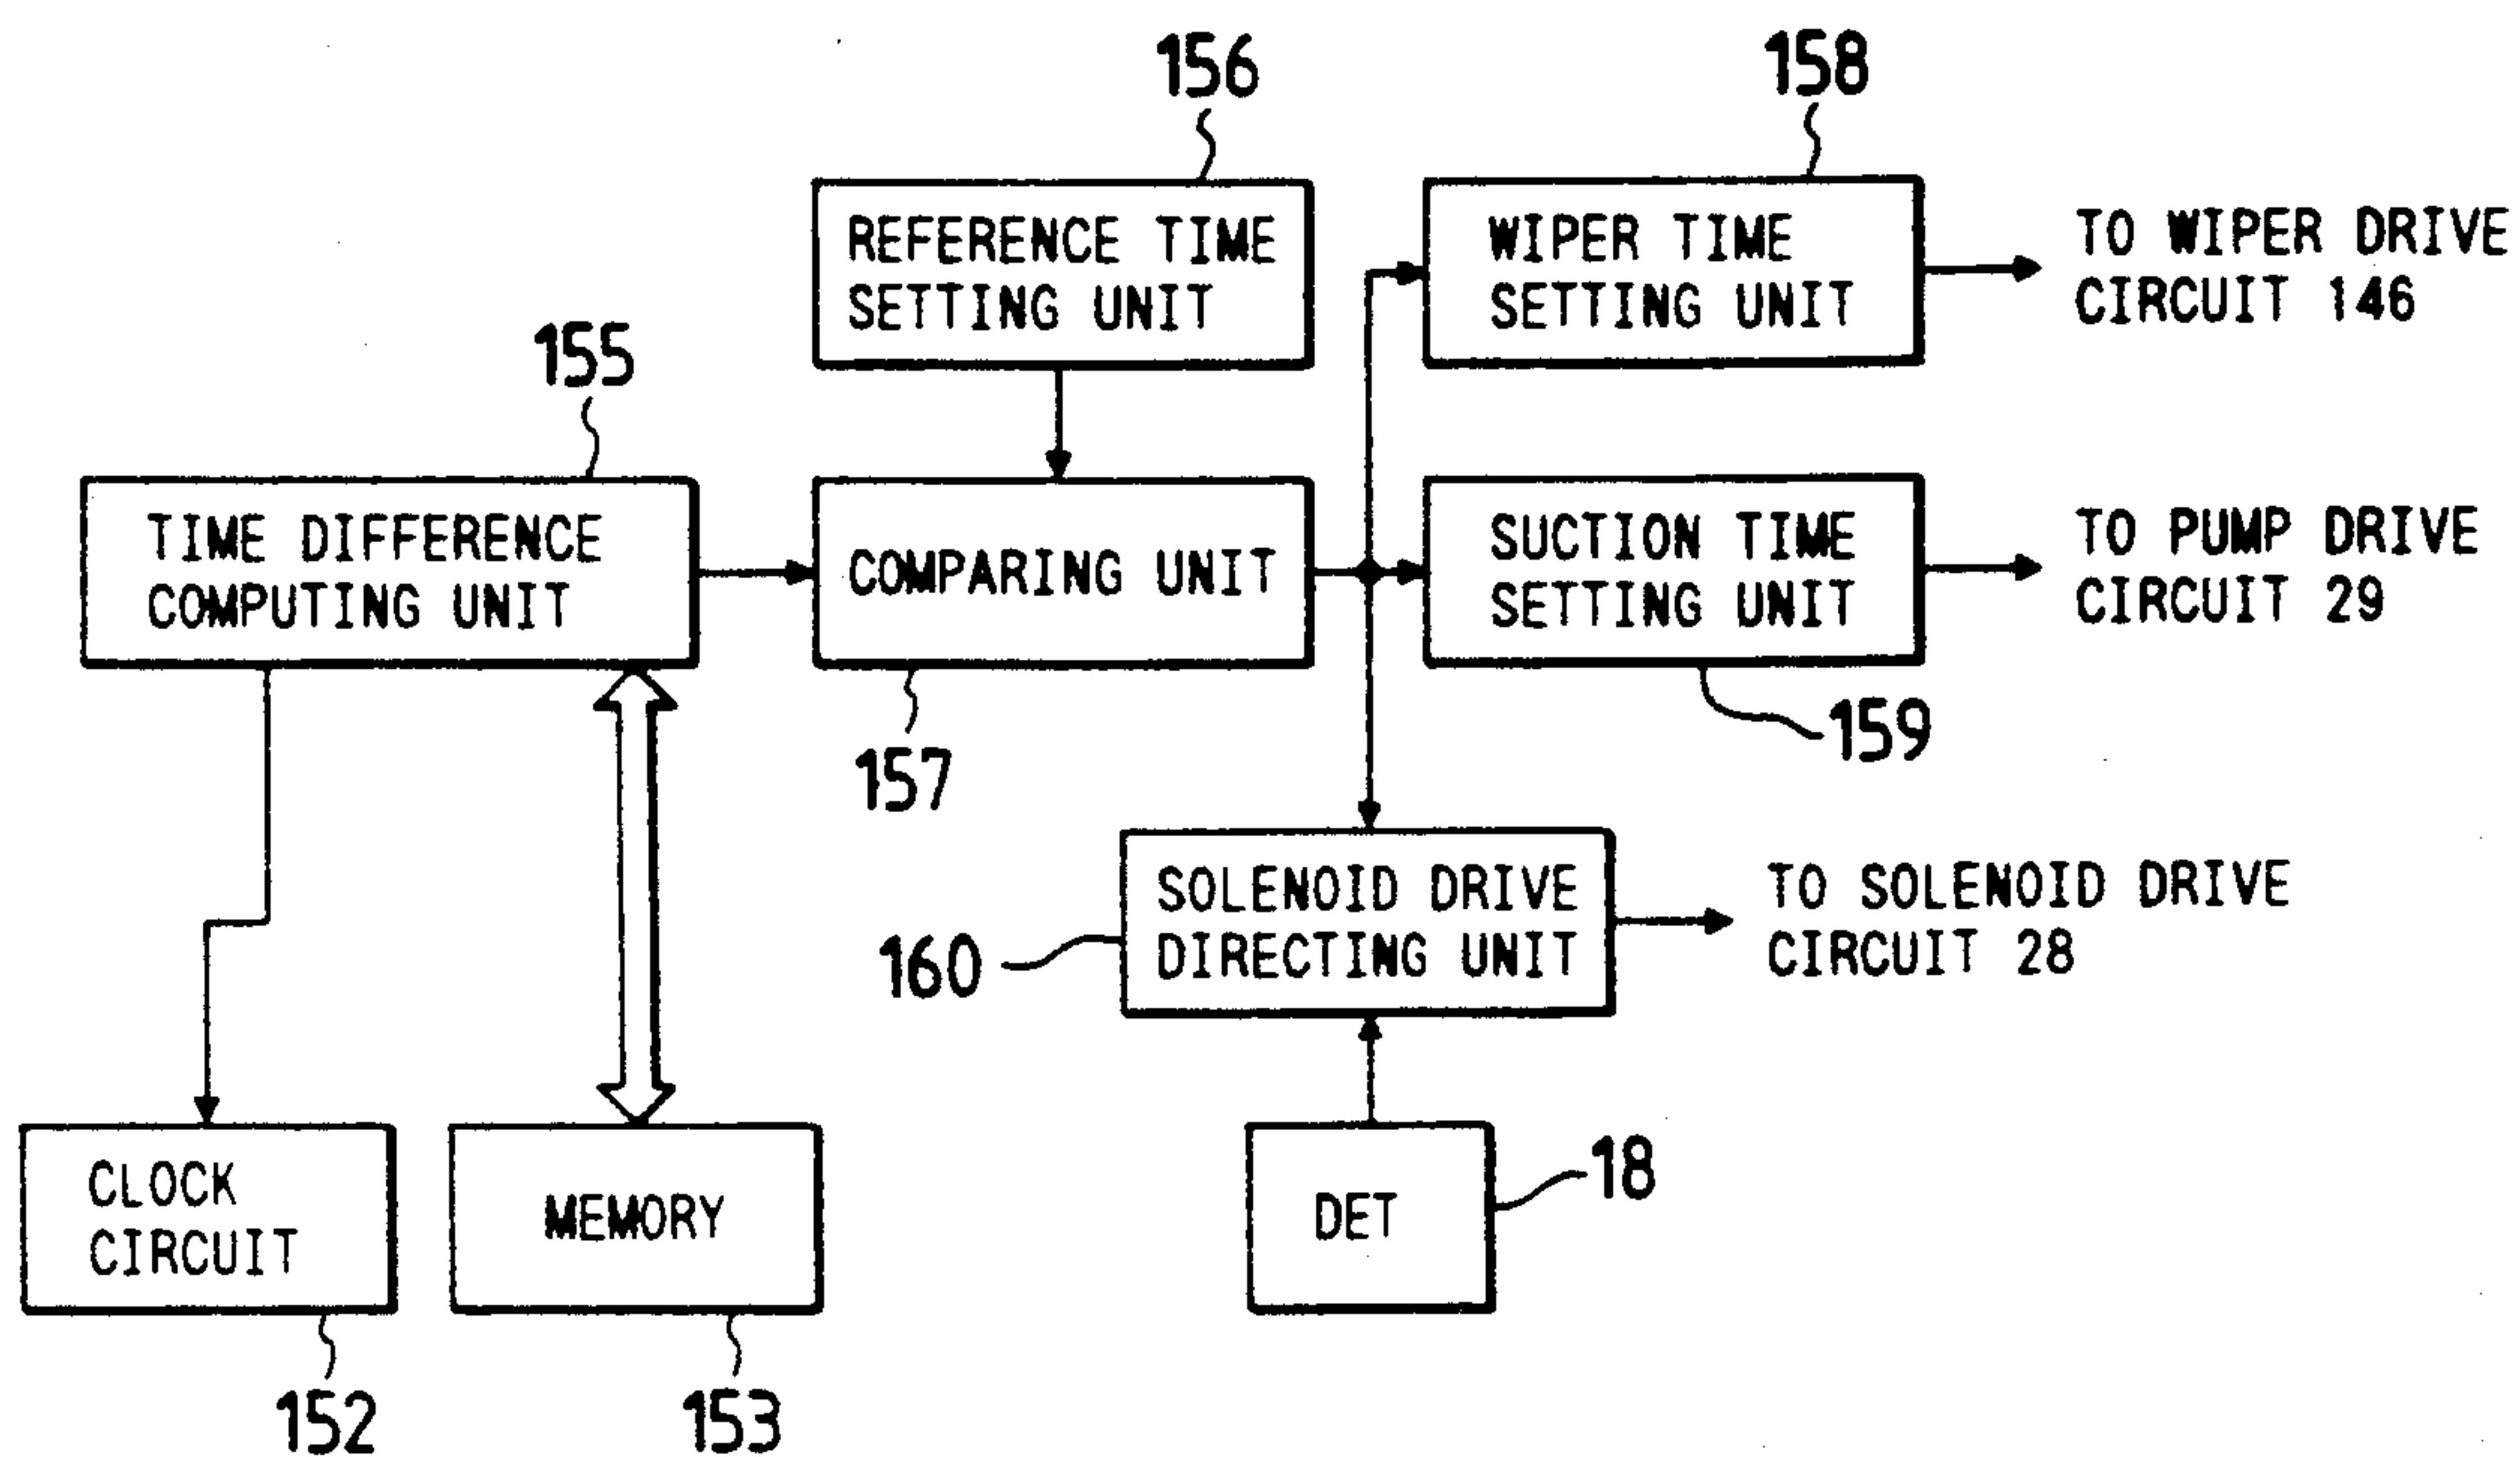 156
158
REFERENCE TIME
SETTING UNIT
WIPER TIME
SETTING UNIT
TO WIPER DRIVE
CIRCUIT 146
155
TIME DIFFERENCE
COMPUTING UNIT
COMPARING UNIT
SUCTION TIME
SETTING UNIT
TO PUMP DRIVE
CIRCUIT 29
157
159
160
SOLENOID DRIVE
DIRECTING UNIT
TO SOLENOID DRIVE
CIRCUIT 28
CLOCK
CIRCUIT
MEMORY
DET
18
152
153